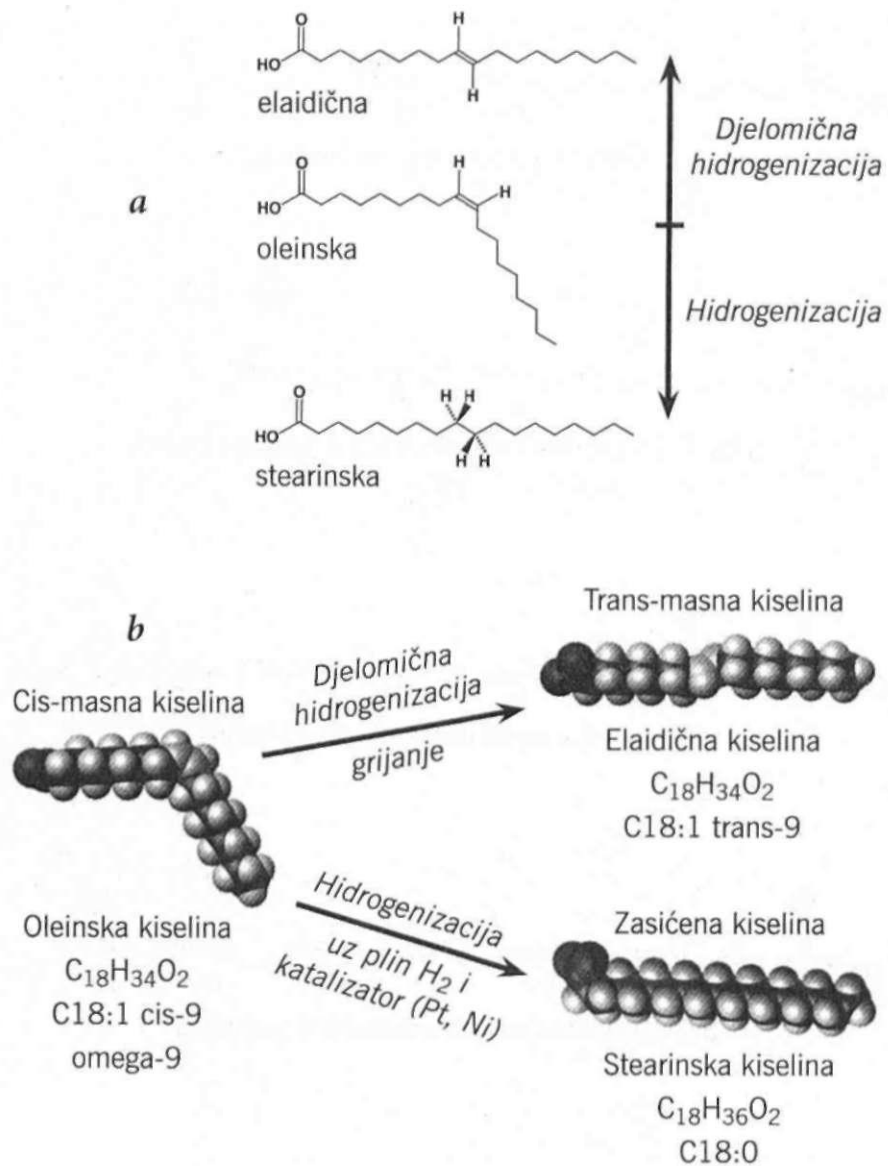 O
H
HO
H
elaidična
Djelomična
hidrogenizacija
a
O
H
H
HO
oleinska
Hidrogenizacija
O
H H
HO
H H
stearinska
b
Trans-masna kiselina
Djelomična
hidrogenizacija
grijanje
Cis-masna kiselina
Elaidična kiselina
C₁₈H₃₄O₂
C18:1 trans-9
Hidrogenizacija
uz plin H₂ i
katalizator (Pt, Ni)
Oleinska kiselina
C₁₈H₃₄O₂
C18:1 cis-9
omega-9
Zasićena kiselina
Stearinska kiselina
C₁₈H₃₆O₂
C18:0